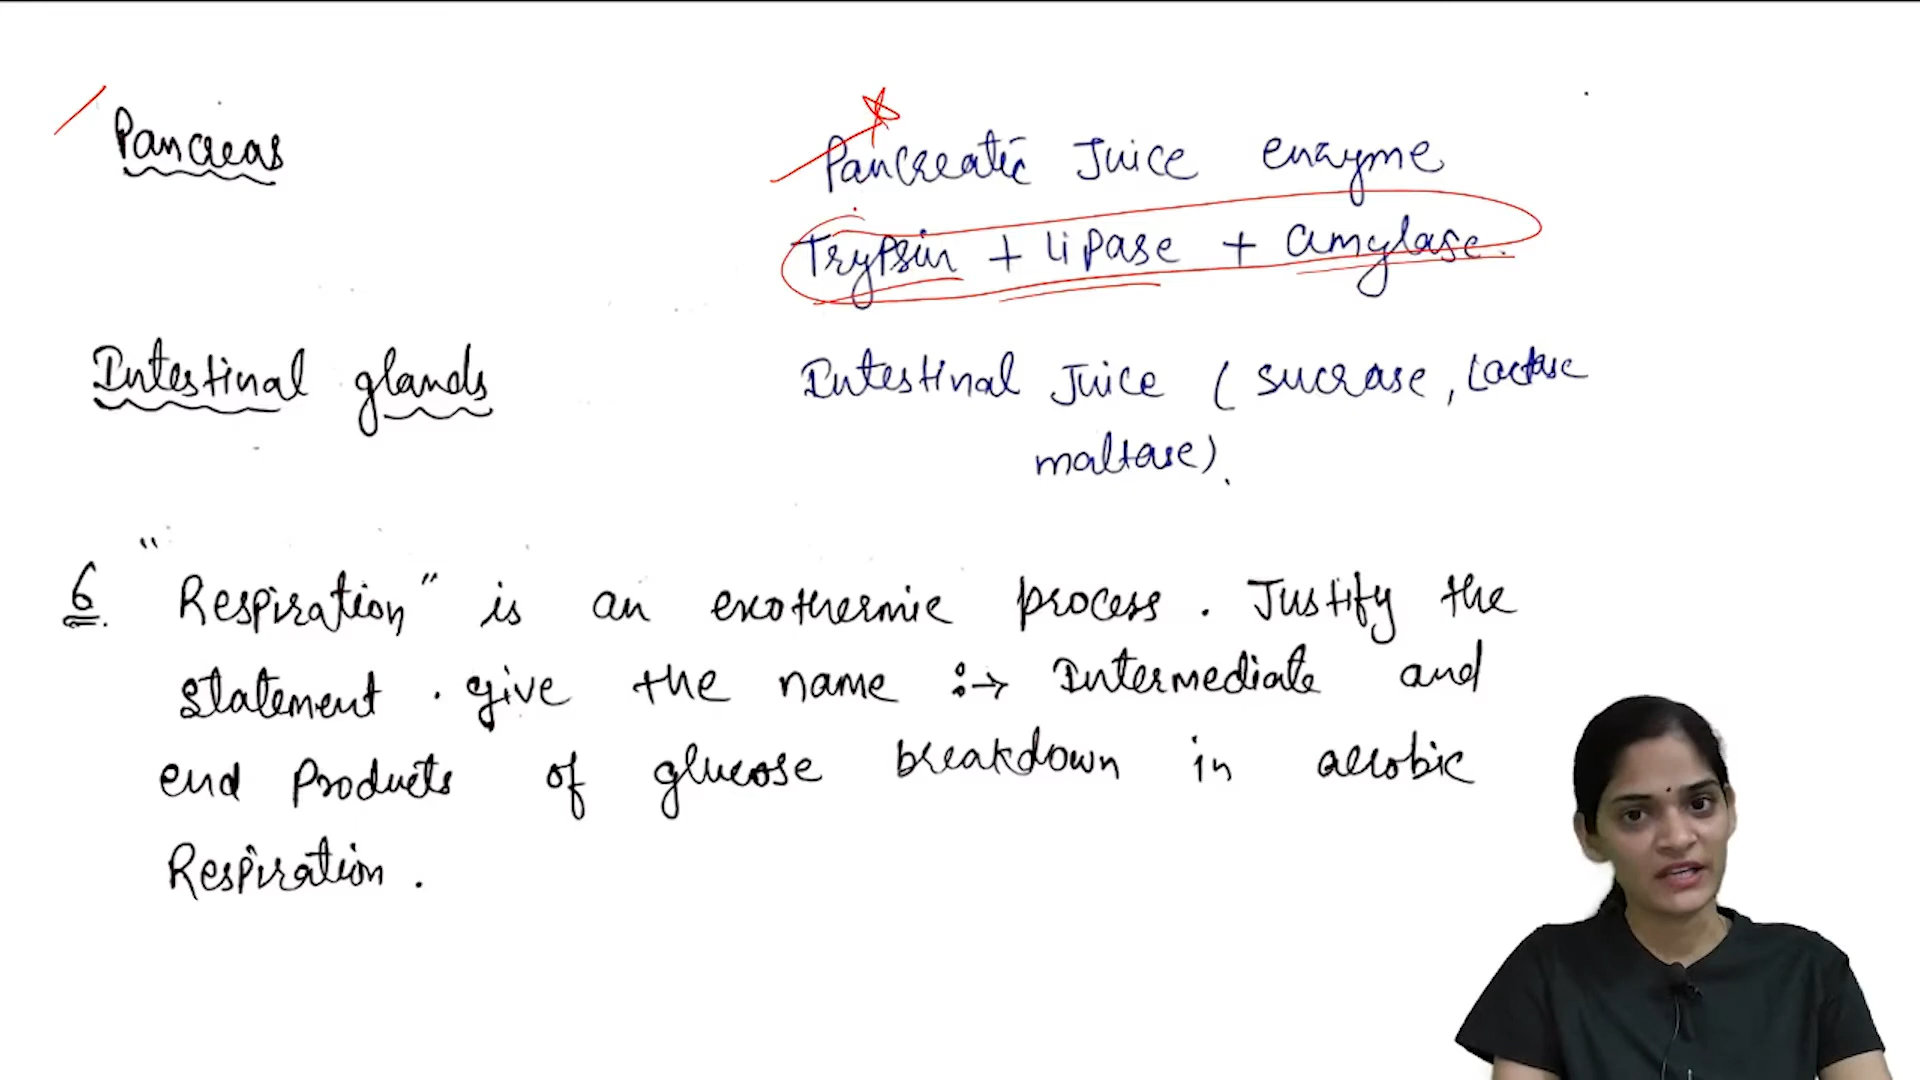 Pancreas
Pancreatic Juice enzyme
Trypsin + Lipase + amylase.
Intestinal glands
Intestinal Juice ( sucrase, Lactase
maltase).
6. "Respiration" is an exothermic process. Justify the
statement. give the name :→ Intermediate and
end Products of glucose breakdown in aerobic
Respiration.